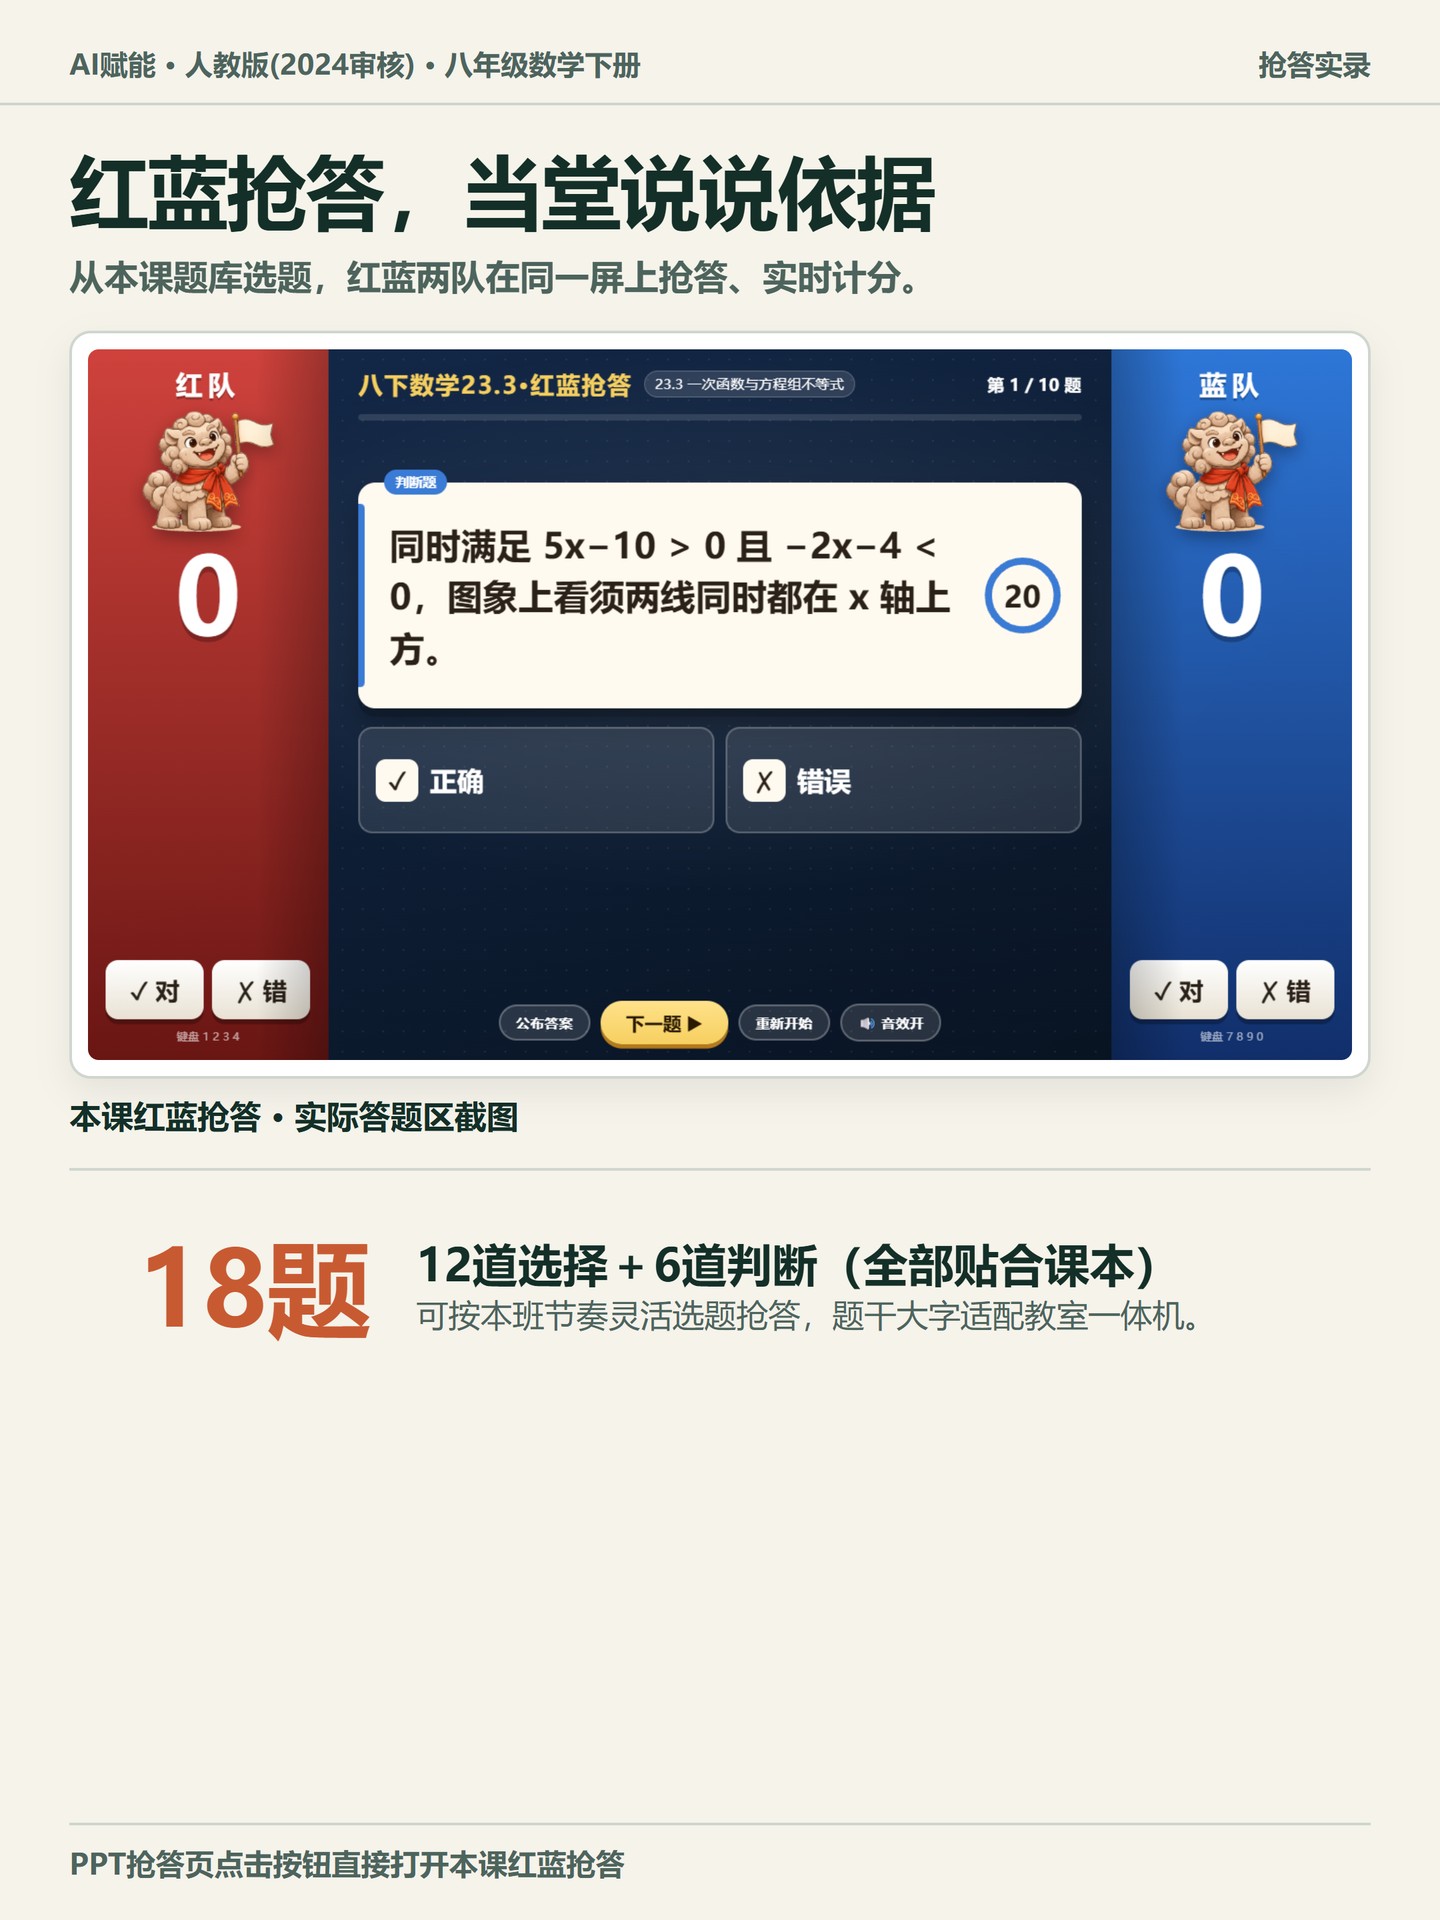 AI赋能 • 人教版(2024审核) • 八年级数学下册
抢答实录
红蓝抢答，当堂说说依据
从本课题库选题，红蓝两队在同一屏上抢答、实时计分。
红队
0
✓ 对
✗ 错
键盘 1 2 3 4
八下数学23.3•红蓝抢答
23.3 一次函数与方程组不等式
第 1 / 10 题
判断题
同时满足 5x−10 > 0 且 −2x−4 <
0，图象上看须两线同时都在 x 轴上
方。
20
✓ 正确
✗ 错误
公布答案
下一题 ▶
重新开始
🔊 音效开
蓝队
0
✓ 对
✗ 错
键盘 7 8 9 0
本课红蓝抢答 • 实际答题区截图
18题
12道选择＋6道判断（全部贴合课本）
可按本班节奏灵活选题抢答，题干大字适配教室一体机。
PPT抢答页点击按钮直接打开本课红蓝抢答